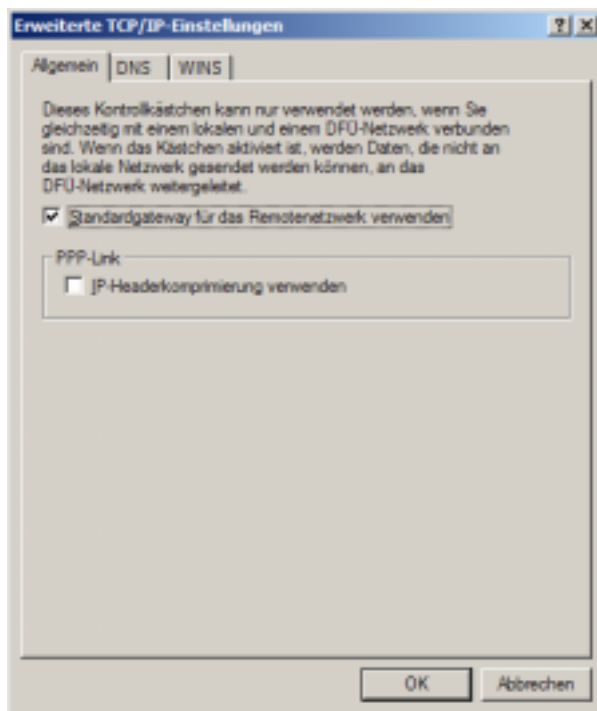 Erweiterte TCP/IP-Einstellungen
Allgemein
DNS
WINS
Dieses Kontrollkästchen kann nur verwendet werden, wenn Sie
gleichzeitig mit einem lokalen und einem DFÜ-Netzwerk verbunden
sind. Wenn das Kästchen aktiviert ist, werden Daten, die nicht an
das lokale Netzwerk gesendet werden können, an das
DFÜ-Netzwerk weitergeleitet.
Standardgateway für das Remotenetzwerk verwenden
PPP-Link
IP-Headerkomprimierung verwenden
OK
Abbrechen